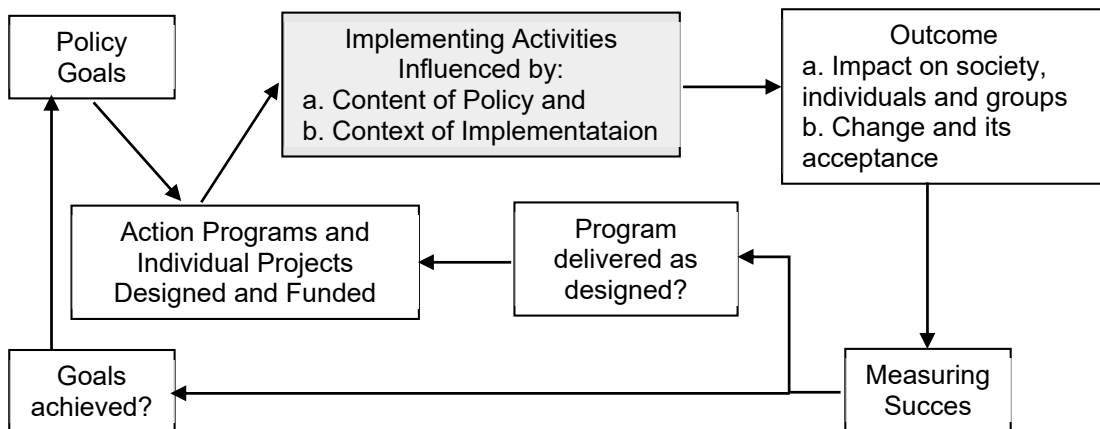 Policy
Goals
Implementing Activities
Influenced by:
a. Content of Policy and
b. Context of Implementataion
Outcome
a. Impact on society,
individuals and groups
b. Change and its
acceptance
Action Programs and
Individual Projects
Designed and Funded
Program
delivered as
designed?
Goals
achieved?
Measuring
Succes